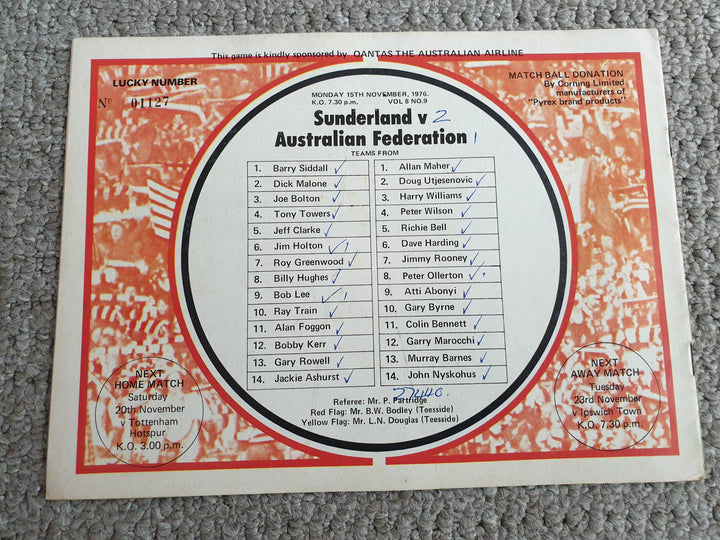 This game is kindly sponsored by QANTAS THE AUSTRALIAN AIRLINE
LUCKY NUMBER
No 01127
MATCH BALL DONATION
By Corning Limited
manufacturers of
"Pyrex brand products".
MONDAY 15TH NOVEMBER, 1976.
K.O. 7.30 p.m. VOL 8 NO.9
Sunderland v 2
Australian Federation 1
TEAMS FROM
1. Barry Siddall ✓
2. Dick Malone ✓
3. Joe Bolton ✓
4. Tony Towers ✓
5. Jeff Clarke ✓
6. Jim Holton ✓ 1
7. Roy Greenwood ✓
8. Billy Hughes ✓
9. Bob Lee ✓ 1
10. Ray Train ✓
11. Alan Foggon ✓
12. Bobby Kerr ✓
13. Gary Rowell ✓
14. Jackie Ashurst ✓
1. Allan Maher ✓
2. Doug Utjesenovic ✓
3. Harry Williams ✓
4. Peter Wilson ✓
5. Richie Bell ✓
6. Dave Harding ✓
7. Jimmy Rooney ✓
8. Peter Ollerton ✓ 1
9. Atti Abonyi ✓
10. Gary Byrne ✓
11. Colin Bennett ✓
12. Garry Marocchi ✓
13. Murray Barnes ✓
14. John Nyskohus ✓
Referee: Mr. P. Partridge
Red Flag: Mr. B.W. Bodley (Teesside)
Yellow Flag: Mr. L.N. Douglas (Teesside)
NEXT
HOME MATCH
Saturday
20th November
v Tottenham
Hotspur
K.O. 3.00 p.m.
NEXT
AWAY MATCH
Tuesday
23rd November
v Ipswich Town
K.O. 7.30 p.m.